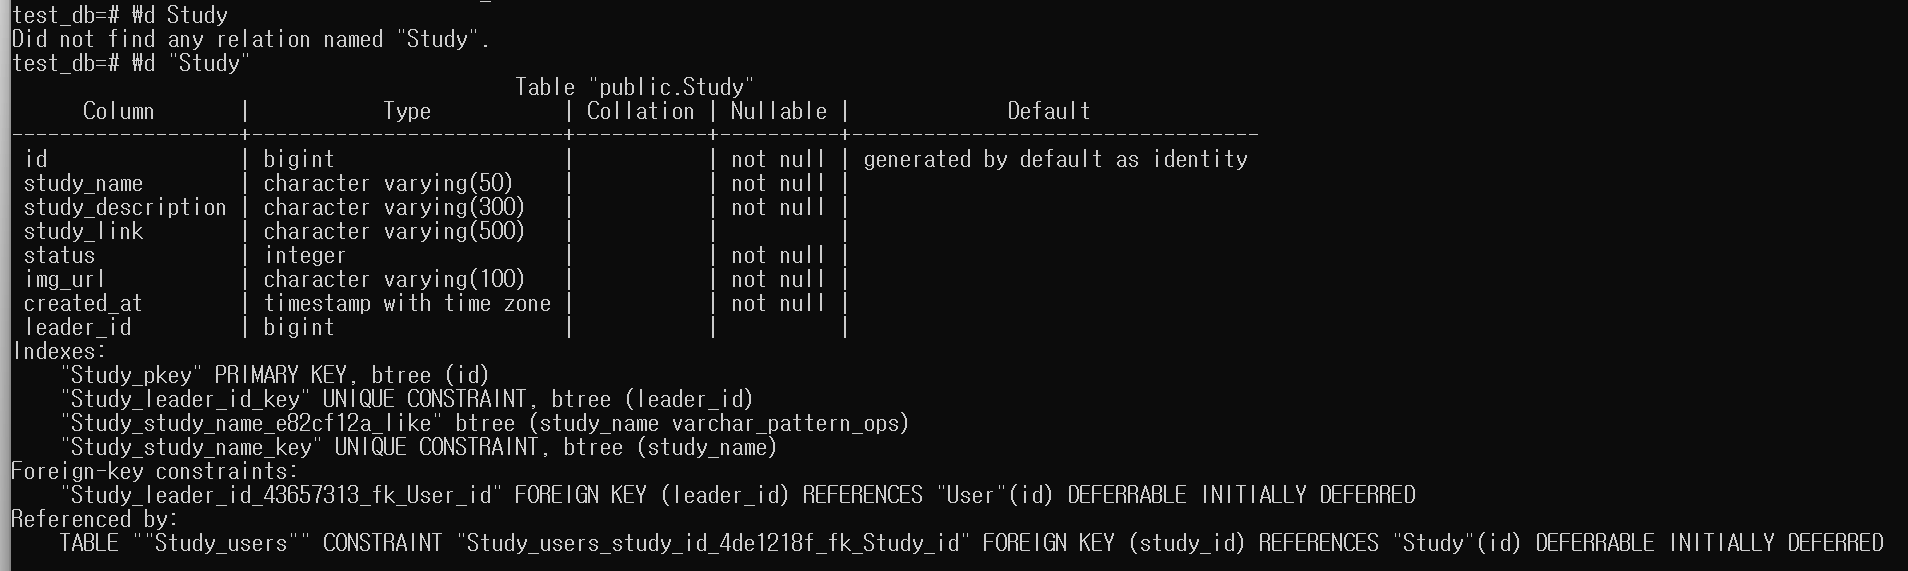 test_db=# ₩d Study
Did not find any relation named "Study".
test_db=# ₩d "Study"
                                          Table "public.Study"
      Column       |           Type           | Collation | Nullable |             Default
-------------------+--------------------------+-----------+----------+----------------------------------
 id                | bigint                   |           | not null | generated by default as identity
 study_name        | character varying(50)    |           | not null |
 study_description | character varying(300)   |           | not null |
 study_link        | character varying(500)   |           |          |
 status            | integer                  |           | not null |
 img_url           | character varying(100)   |           | not null |
 created_at        | timestamp with time zone |           | not null |
 leader_id         | bigint                   |           |          |
Indexes:
    "Study_pkey" PRIMARY KEY, btree (id)
    "Study_leader_id_key" UNIQUE CONSTRAINT, btree (leader_id)
    "Study_study_name_e82cf12a_like" btree (study_name varchar_pattern_ops)
    "Study_study_name_key" UNIQUE CONSTRAINT, btree (study_name)
Foreign-key constraints:
    "Study_leader_id_43657313_fk_User_id" FOREIGN KEY (leader_id) REFERENCES "User"(id) DEFERRABLE INITIALLY DEFERRED
Referenced by:
    TABLE ""Study_users"" CONSTRAINT "Study_users_study_id_4de1218f_fk_Study_id" FOREIGN KEY (study_id) REFERENCES "Study"(id) DEFERRABLE INITIALLY DEFERRED